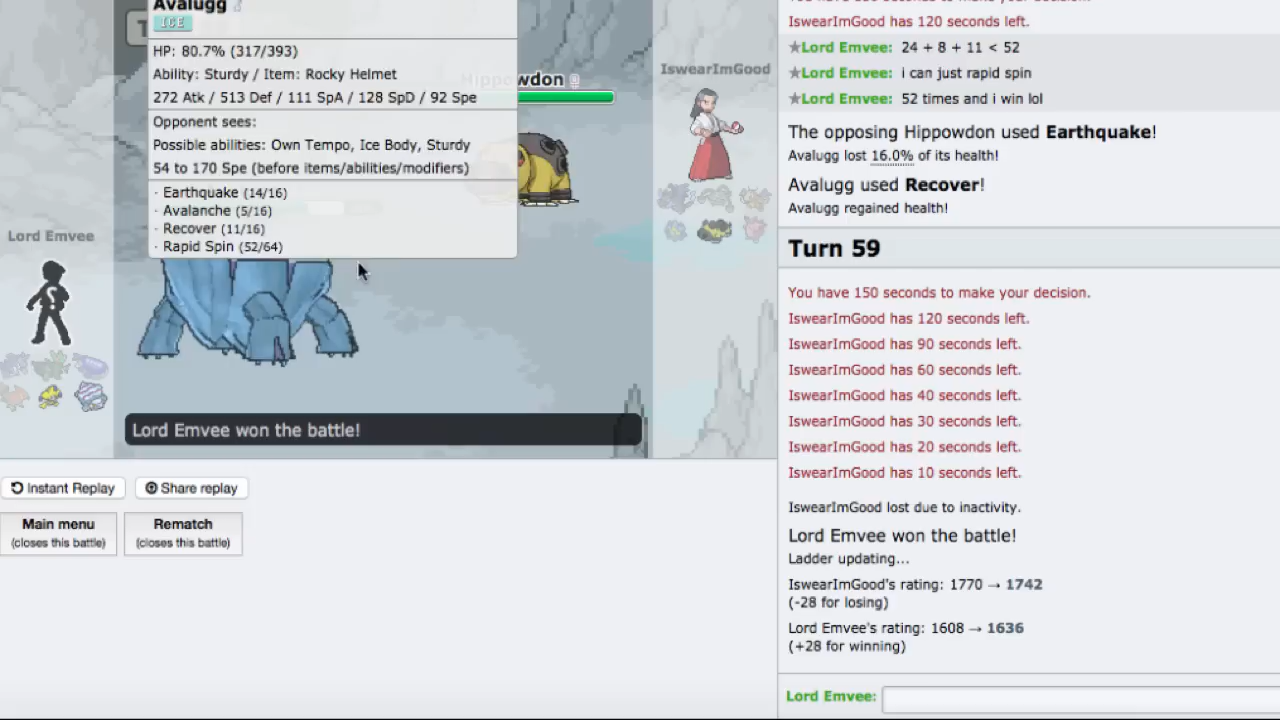 Avalugg
ICE
HP: 80.7% (317/393)
Ability: Sturdy / Item: Rocky Helmet
272 Atk / 513 Def / 111 SpA / 128 SpD / 92 Spe
Opponent sees:
Possible abilities: Own Tempo, Ice Body, Sturdy
54 to 170 Spe (before items/abilities/modifiers)
· Earthquake (14/16)
· Avalanche (5/16)
· Recover (11/16)
· Rapid Spin (52/64)
Hippowdon
IswearImGood
Lord Emvee
Lord Emvee won the battle!
Instant Replay
Share replay
Main menu
(closes this battle)
Rematch
(closes this battle)
IswearImGood has 120 seconds left.
★Lord Emvee: 24 + 8 + 11 < 52
★Lord Emvee: i can just rapid spin
★Lord Emvee: 52 times and i win lol
The opposing Hippowdon used Earthquake!
Avalugg lost 16.0% of its health!
Avalugg used Recover!
Avalugg regained health!
Turn 59
You have 150 seconds to make your decision.
IswearImGood has 120 seconds left.
IswearImGood has 90 seconds left.
IswearImGood has 60 seconds left.
IswearImGood has 40 seconds left.
IswearImGood has 30 seconds left.
IswearImGood has 20 seconds left.
IswearImGood has 10 seconds left.
IswearImGood lost due to inactivity.
Lord Emvee won the battle!
Ladder updating...
IswearImGood's rating: 1770 → 1742
(-28 for losing)
Lord Emvee's rating: 1608 → 1636
(+28 for winning)
Lord Emvee: